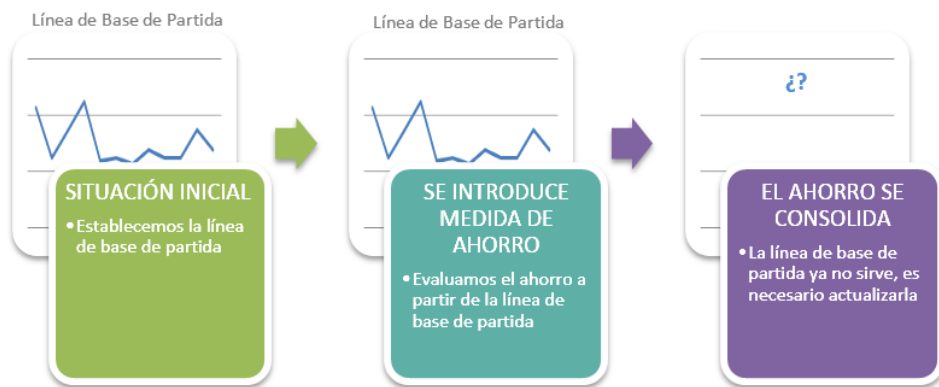 Línea de Base de Partida
SITUACIÓN INICIAL
• Establecemos la línea
de base de partida
Línea de Base de Partida
SE INTRODUCE
MEDIDA DE
AHORRO
• Evaluamos el ahorro a
partir de la línea de
base de partida
¿?
EL AHORRO SE
CONSOLIDA
• La línea de base de
partida ya no sirve, es
necesario actualizarla